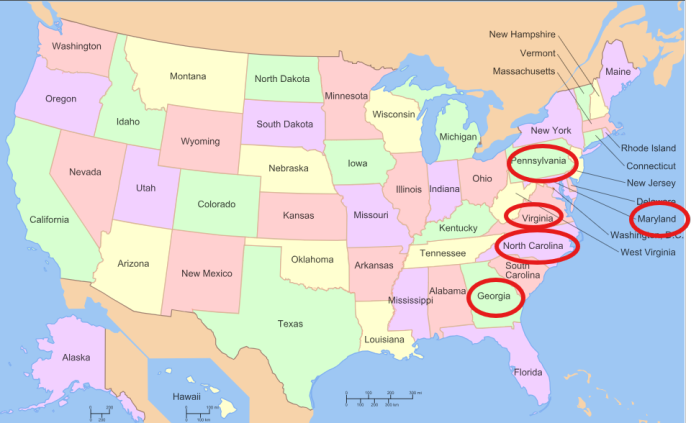 New Hampshire
Vermont
Massachusetts
Washington
Montana
North Dakota
Minnesota
Maine
Oregon
Idaho
Wyoming
South Dakota
Wisconsin
Michigan
New York
Rhode Island
Connecticut
New Jersey
Delaware
Maryland
Washington, D.C.
West Virginia
Nevada
Utah
Colorado
Nebraska
Iowa
Illinois
Indiana
Ohio
Pennsylvania
California
Kansas
Missouri
Kentucky
Virginia
Arizona
New Mexico
Oklahoma
Arkansas
Tennessee
North Carolina
Texas
Louisiana
Mississippi
Alabama
Georgia
South
Carolina
Florida
Alaska
Hawaii